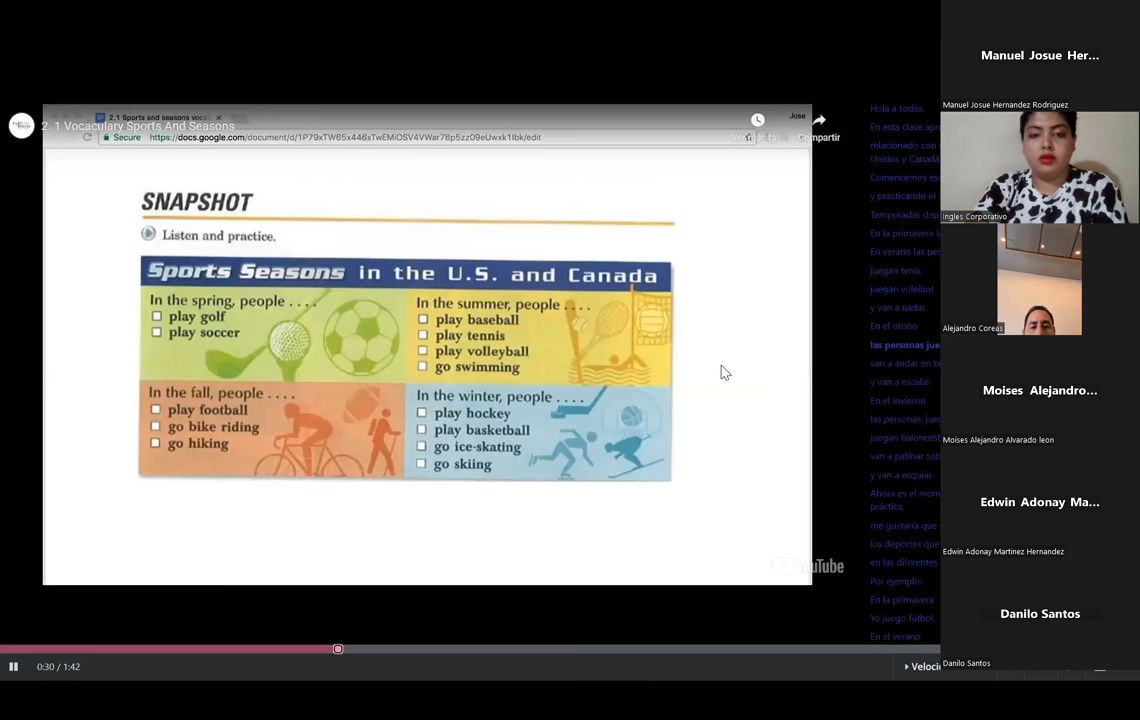 2.1 Sports and seasons voca
Jose
2. 1 Vocaculary Sports And Seasons
Secure https://docs.google.com/document/d/1P79xTW65x446xTwEMiOSV4VWar78p5zz09eUwxk1Ibk/edit
Compartir
SNAPSHOT
Listen and practice.
Sports Seasons in the U.S. and Canada
In the spring, people . . . .
play golf
play soccer
In the summer, people . . . .
play baseball
play tennis
play volleyball
go swimming
In the fall, people . . . .
play football
go bike riding
go hiking
In the winter, people . . . .
play hockey
play basketball
go ice-skating
go skiing
YouTube
0:30 / 1:42
Hola a todos.
En esta clase apr
relacionado con
Unidos y Canadá
Comencemos es
y practicando el
Temporadas dep
En la primavera l
En verano las per
juegan tenis,
juegan voleibol
y van a nadar.
En el otoño
las personas jue
van a andar en bi
y van a escalar
En el invierno
las personas: jueg
juegan baloncest
van a patinar sob
y van a esquiar.
Ahora es el mom
práctica,
me gustaría que
los deportes que
en las diferentes
Por ejemplo:
En la primavera
Yo juego fútbol.
En el verano
Velocid
Manuel Josue Her...
Manuel Josue Hernandez Rodriguez
Ingles Corporativo
Alejandro Coreas
Moises Alejandro...
Moises Alejandro Alvarado leon
Edwin Adonay Ma...
Edwin Adonay Martinez Hernandez
Danilo Santos
Danilo Santos